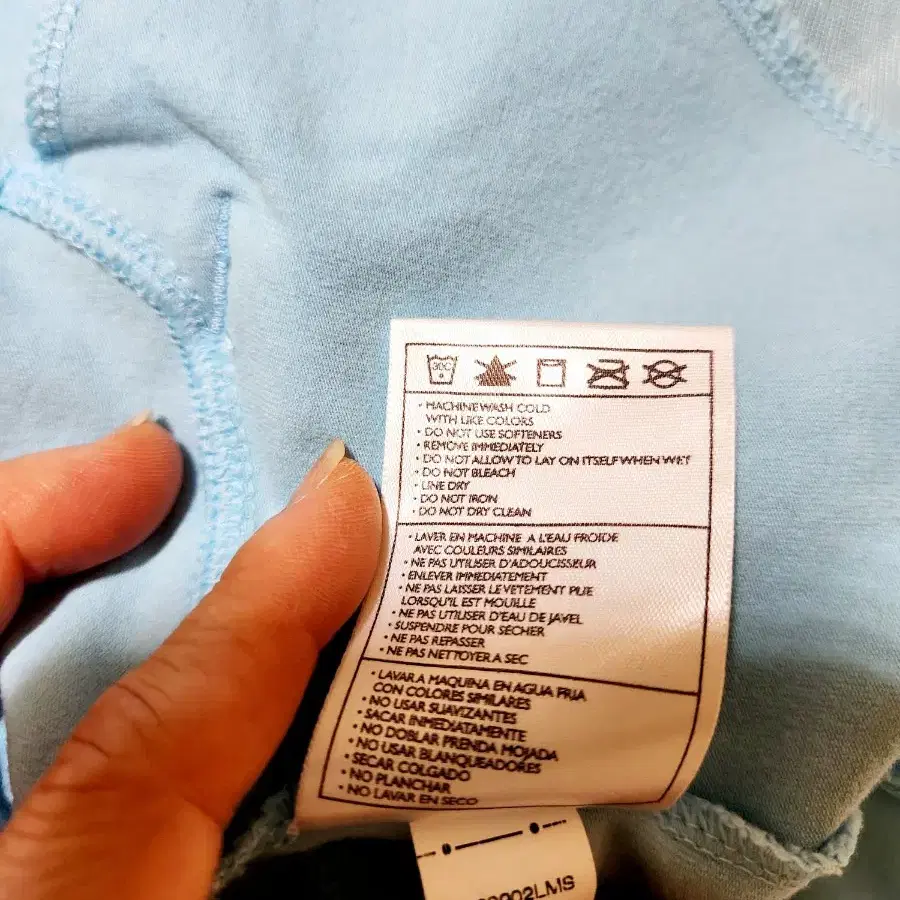 30C
• MACHINE WASH COLD
WITH LIKE COLORS
• DO NOT USE SOFTENERS
• REMOVE IMMEDIATELY
• DO NOT ALLOW TO LAY ON ITSELF WHEN WET
• DO NOT BLEACH
• LINE DRY
• DO NOT IRON
• DO NOT DRY CLEAN
• LAVER EN MACHINE A L'EAU FROIDE
AVEC COULEURS SIMILAIRES
• NE PAS UTILISER D'ADOUCISSEUR
• ENLEVER IMMEDIATEMENT
• NE PAS LAISSER LE VETEMENT PLIE
LORSQU'IL EST MOUILLE
• NE PAS UTILISER D'EAU DE JAVEL
• SUSPENDRE POUR SECHER
• NE PAS REPASSER
• NE PAS NETTOYER A SEC
• LAVAR A MAQUINA EN AGUA FRIA
CON COLORES SIMILARES
• NO USAR SUAVIZANTES
• SACAR INMEDIATAMENTE
• NO DOBLAR PRENDA MOJADA
• NO USAR BLANQUEADORES
• SECAR COLGADO
• NO PLANCHAR
• NO LAVAR EN SECO